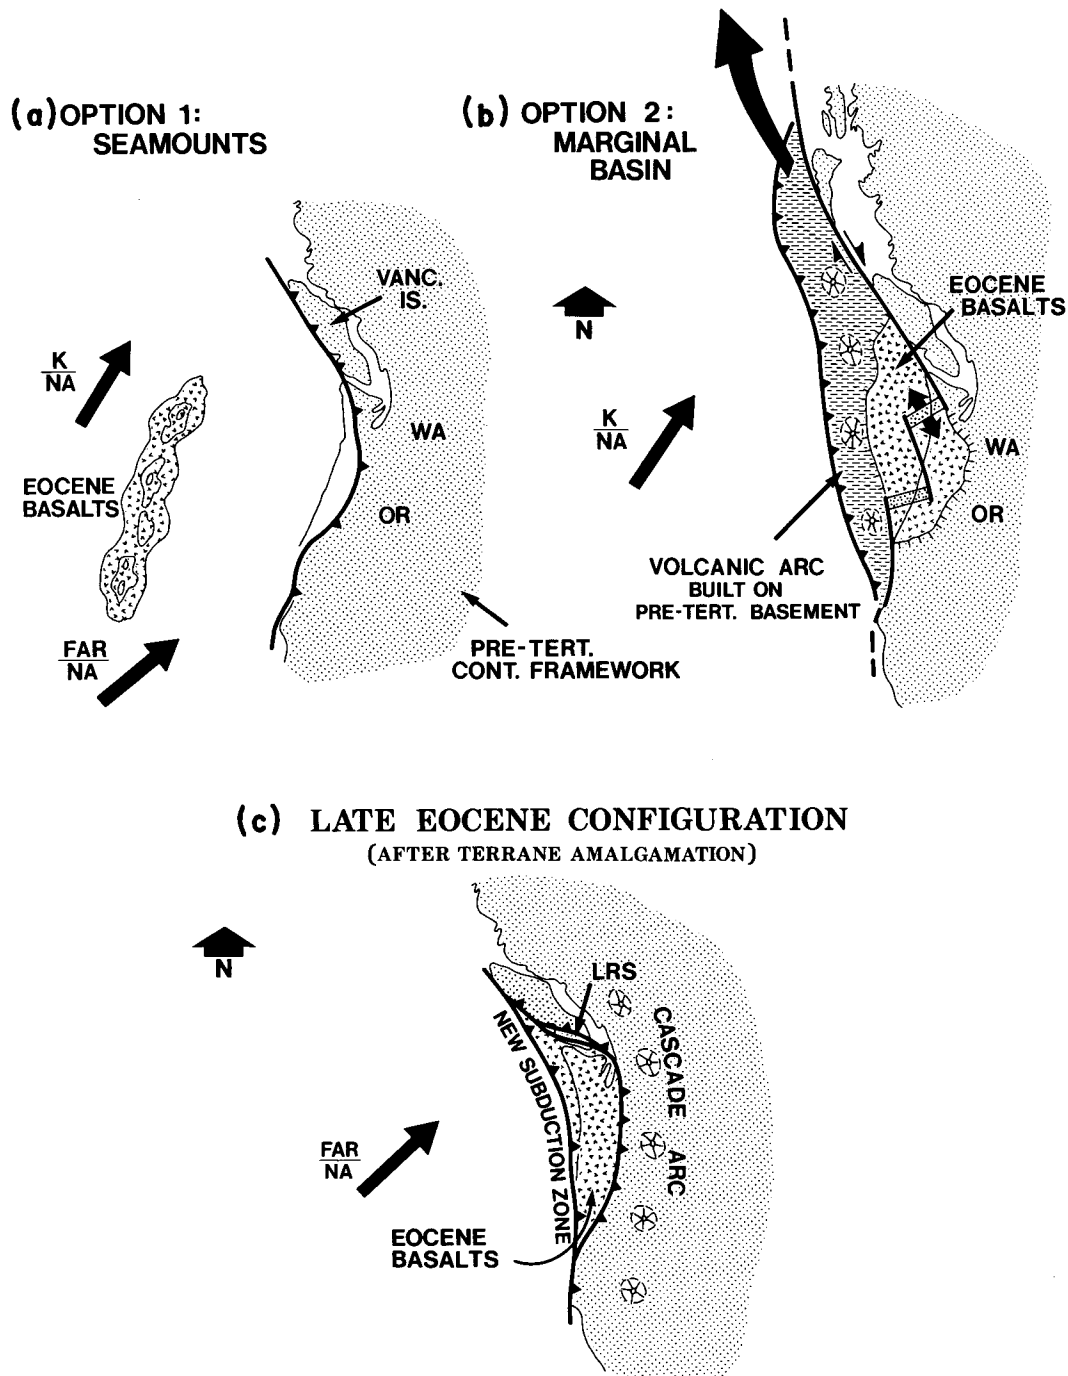 (a) OPTION 1:
SEAMOUNTS
VANC.
IS.
K
NA
WA
EOCENE
BASALTS
OR
FAR
NA
PRE-TERT.
CONT. FRAMEWORK
(b) OPTION 2:
MARGINAL
BASIN
N
EOCENE
BASALTS
K
NA
WA
OR
VOLCANIC ARC
BUILT ON
PRE-TERT. BASEMENT
(c) LATE EOCENE CONFIGURATION
(AFTER TERRANE AMALGAMATION)
N
LRS
CASCADE ARC
NEW SUBDUCTION ZONE
FAR
NA
EOCENE
BASALTS